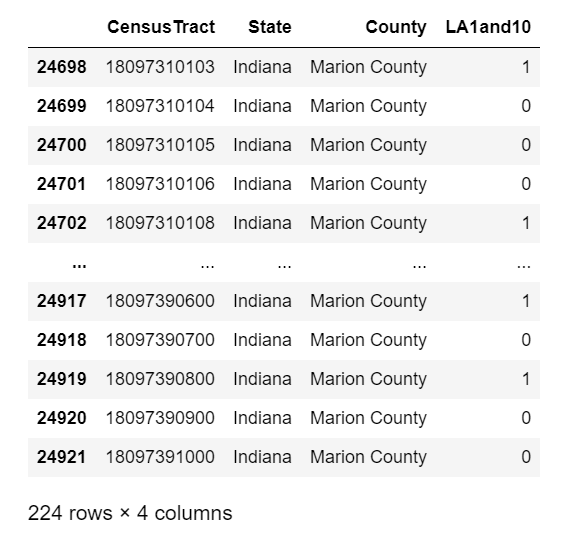 CensusTract State County LA1and10
24698 18097310103 Indiana Marion County 1
24699 18097310104 Indiana Marion County 0
24700 18097310105 Indiana Marion County 0
24701 18097310106 Indiana Marion County 0
24702 18097310108 Indiana Marion County 1
... ... ... ... ...
24917 18097390600 Indiana Marion County 1
24918 18097390700 Indiana Marion County 0
24919 18097390800 Indiana Marion County 1
24920 18097390900 Indiana Marion County 0
24921 18097391000 Indiana Marion County 0
224 rows × 4 columns